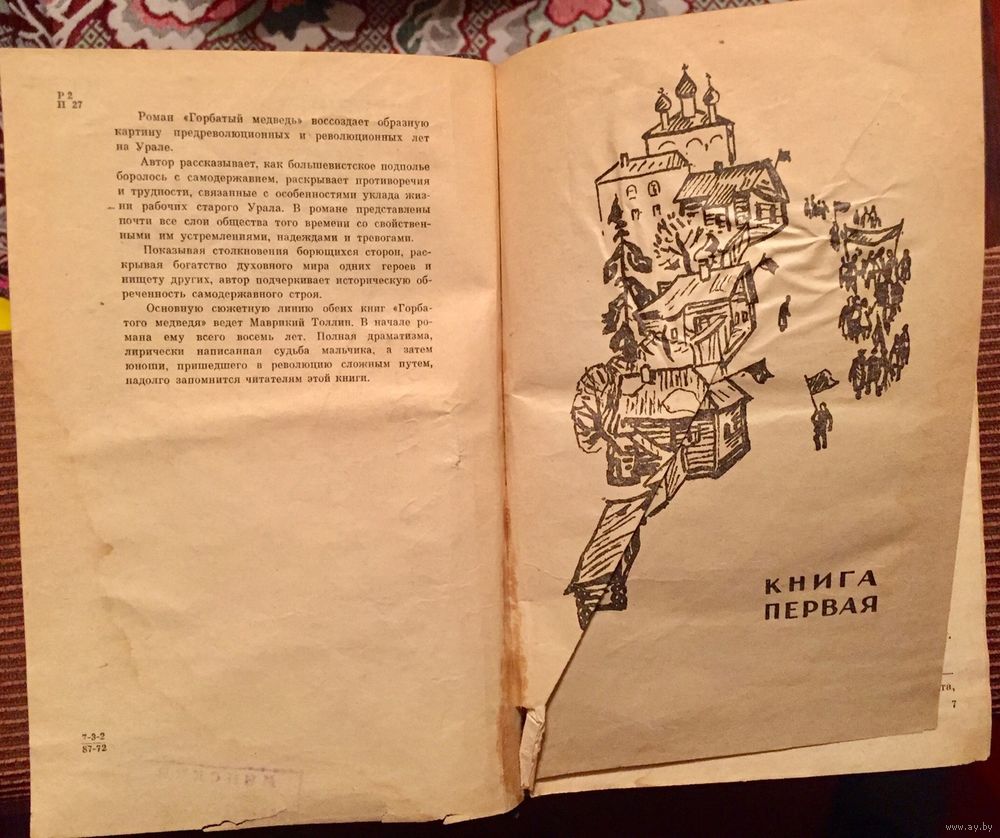 Р 2
П 27
Роман «Горбатый медведь» воссоздает образную
картину предреволюционных и революционных лет
на Урале.
Автор рассказывает, как большевистское подполье
боролось с самодержавием, раскрывает противоречия
и трудности, связанные с особенностями уклада жиз-
ни рабочих старого Урала. В романе представлены
почти все слои общества того времени со свойствен-
ными им устремлениями, надеждами и тревогами.
Показывая столкновения борющихся сторон, рас-
крывая богатство духовного мира одних героев и
нищету других, автор подчеркивает историческую об-
реченность самодержавного строя.
Основную сюжетную линию обеих книг «Горба-
того медведя» ведет Маврикий Толлин. В начале ро-
мана ему всего восемь лет. Полная драматизма,
лирически написанная судьба мальчика, а затем
юноши, пришедшего в революцию сложным путем,
надолго запомнится читателям этой книги.
7-3-2
87-72
КНИГА
ПЕРВАЯ
та,
7
www.ay.by